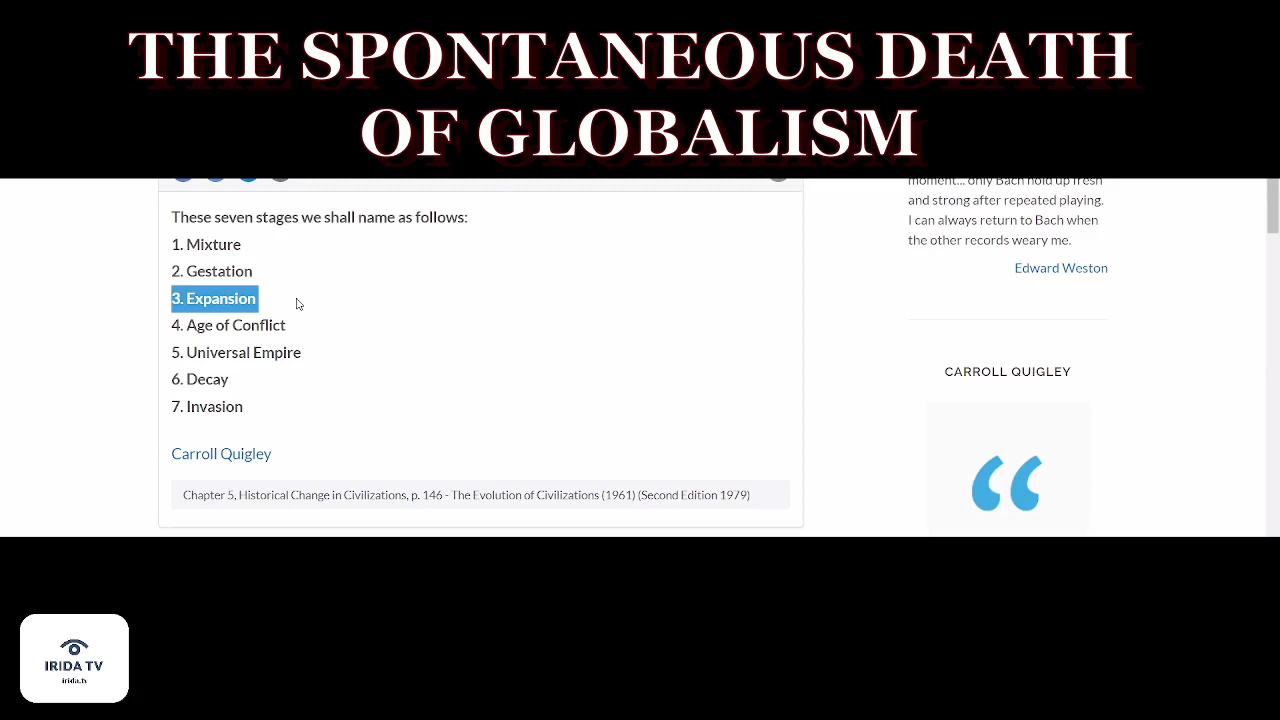 THE SPONTANEOUS DEATH
OF GLOBALISM
These seven stages we shall name as follows:
1. Mixture
2. Gestation
3. Expansion
4. Age of Conflict
5. Universal Empire
6. Decay
7. Invasion
Carroll Quigley
Chapter 5, Historical Change in Civilizations, p. 146 - The Evolution of Civilizations (1961) (Second Edition 1979)
moment... only Bach hold up fresh
and strong after repeated playing.
I can always return to Bach when
the other records weary me.
Edward Weston
CARROLL QUIGLEY
“
IRIDA TV
irida.tv